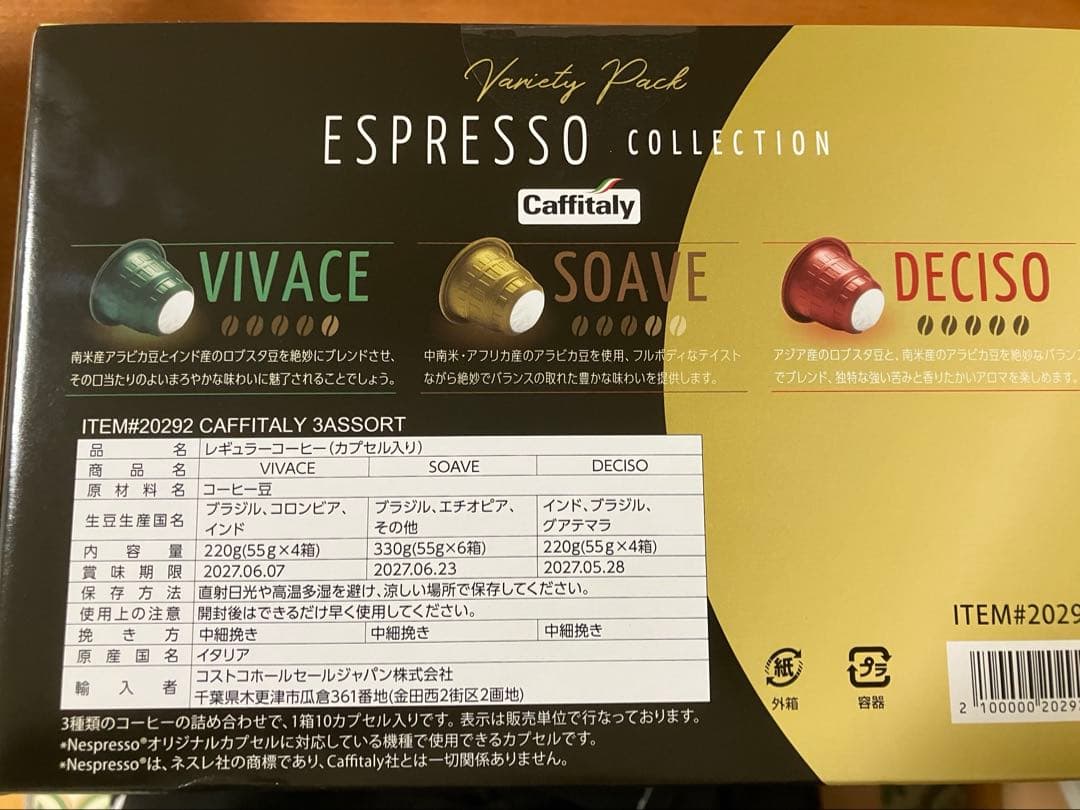 Variety Pack
ESPRESSO COLLECTION
Caffitaly
VIVACE
南米産アラビカ豆とインド産のロブスタ豆を絶妙にブレンドさせ、
その口当たりのよいまろやかな味わいに魅了されることでしょう。
SOAVE
中南米・アフリカ産のアラビカ豆を使用、フルボディなテイスト
ながら絶妙でバランスの取れた豊かな味わいを提供します。
DECISO
アジア産のロブスタ豆と、南米産のアラビカ豆を絶妙なバラン
でブレンド、独特な強い苦みと香りたかいアロマを楽しめます。
ITEM#20292 CAFFITALY 3ASSORT
品名 レギュラーコーヒー(カプセル入り)
商品名 VIVACE SOAVE DECISO
原材料名 コーヒー豆
生豆生産国名 ブラジル、コロンビア、インド ブラジル、エチオピア、その他 インド、ブラジル、グアテマラ
内容量 220g(55g×4箱) 330g(55g×6箱) 220g(55g×4箱)
賞味期限 2027.06.07 2027.06.23 2027.05.28
保存方法 直射日光や高温多湿を避け、涼しい場所で保存してください。
使用上の注意 開封後はできるだけ早く使用してください。
挽き方 中細挽き 中細挽き 中細挽き
原産国名 イタリア
輸入者 コストコホールセールジャパン株式会社
千葉県木更津市瓜倉361番地(金田西2街区2画地)
3種類のコーヒーの詰め合わせで、1箱10カプセル入りです。表示は販売単位で行なっております。
*Nespresso®オリジナルカプセルに対応している機種で使用できるカプセルです。
*Nespresso®は、ネスレ社の商標であり、Caffitaly社とは一切関係ありません。
紙
外箱
プラ
容器
ITEM#2029
2 100000 2029